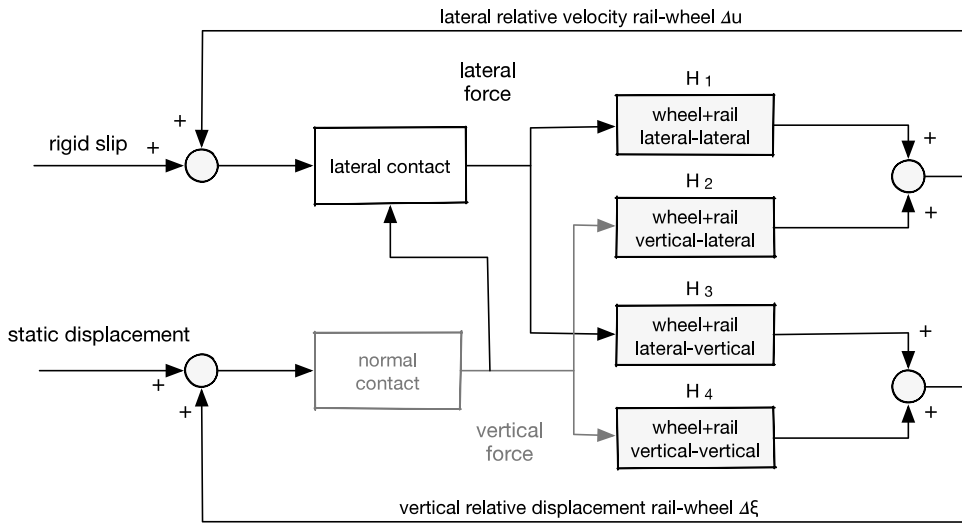 lateral relative velocity rail-wheel Δu
lateral
force
H 1
wheel+rail
lateral-lateral
+
+
rigid slip
+
lateral contact
+
H 2
wheel+rail
vertical-lateral
H 3
wheel+rail
lateral-vertical
+
static displacement
+
+
normal
contact
+
H 4
wheel+rail
vertical-vertical
vertical
force
vertical relative displacement rail-wheel Δξ